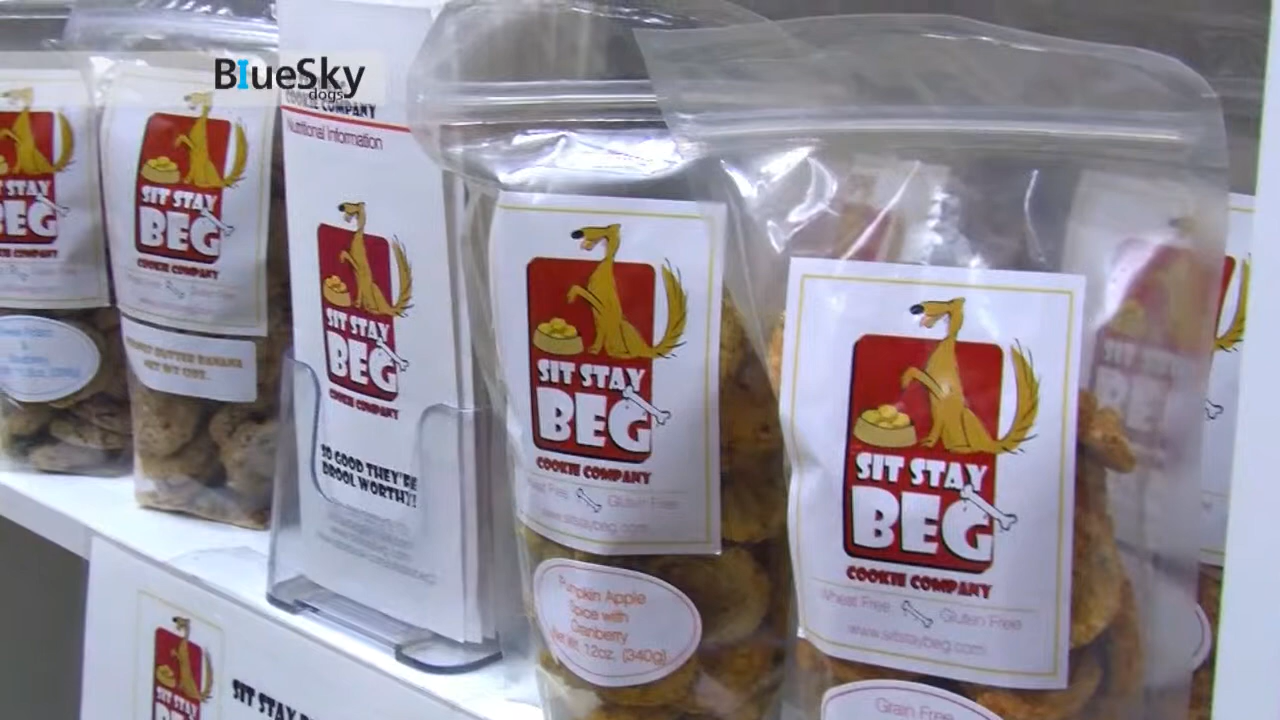 BlueSky
dogs
STAY
BEG
SIT STAY
BEG
COOKIE COMPANY
PEANUT BUTTER BANANA
COOKIE COMPANY
Nutritional Information
SIT STAY
BEG
COOKIE COMPANY
SO GOOD THEY'RE
DROOL WORTHY!
SIT STAY
BEG
COOKIE COMPANY
Wheat Free Gluten Free
www.sitstaybeg.com
Pumpkin Apple
Spice with
Cranberry
Net Wt. 12oz. (340g)
SIT STAY
BEG
COOKIE COMPANY
Wheat Free Gluten Free
www.sitstaybeg.com
Grain Free
SIT STAY
BEG
SIT STAY